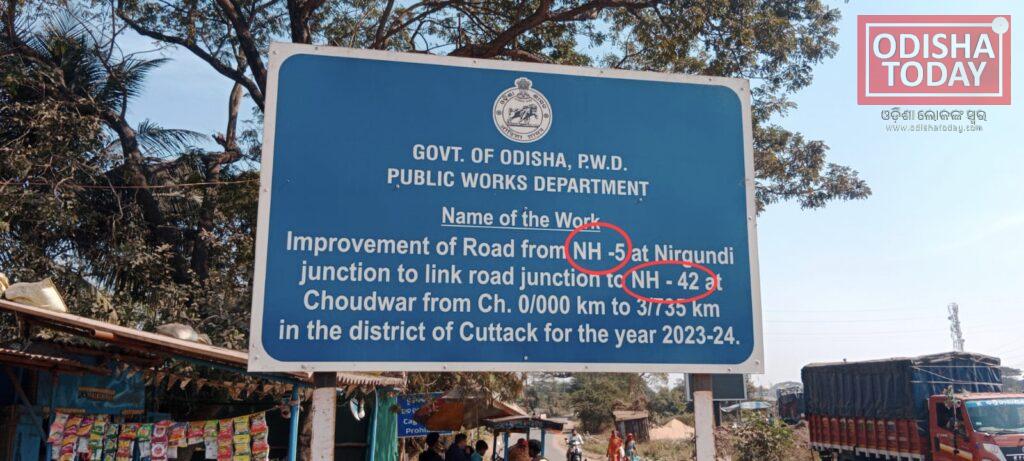 ODISHA
TODAY
ଓଡ଼ିଶା ଲୋକଙ୍କ ସ୍ୱର
www.odishatoday.com
GOVT. OF ODISHA, P.W.D.
PUBLIC WORKS DEPARTMENT
Name of the Work
Improvement of Road from NH -5 at Nirgundi
junction to link road junction to NH - 42 at
Choudwar from Ch. 0/000 km to 3/735 km
in the district of Cuttack for the year 2023-24.